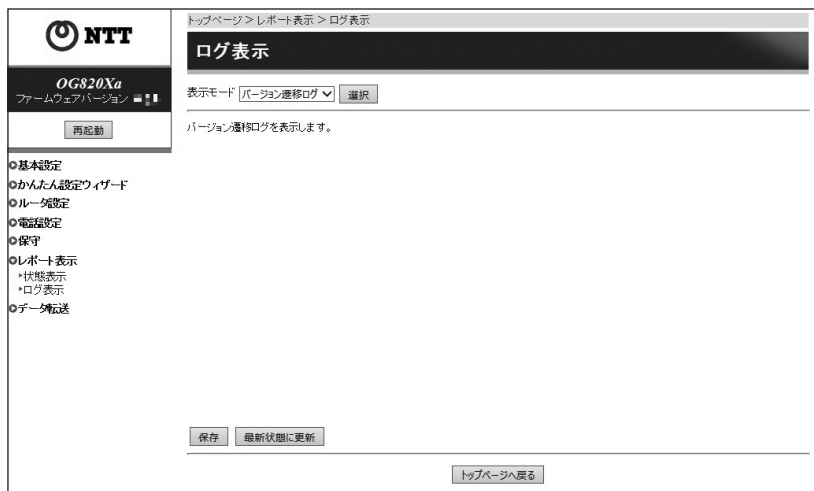 NTT
OG820Xa
ファームウェアバージョン
再起動
基本設定
かんたん設定ウィザード
ルータ設定
電話設定
保守
レポート表示
状態表示
ログ表示
データ転送
トップページ＞レポート表示＞ログ表示
ログ表示
表示モード バージョン遷移ログ 選択
バージョン遷移ログを表示します。
保存 最新状態に更新
トップページへ戻る